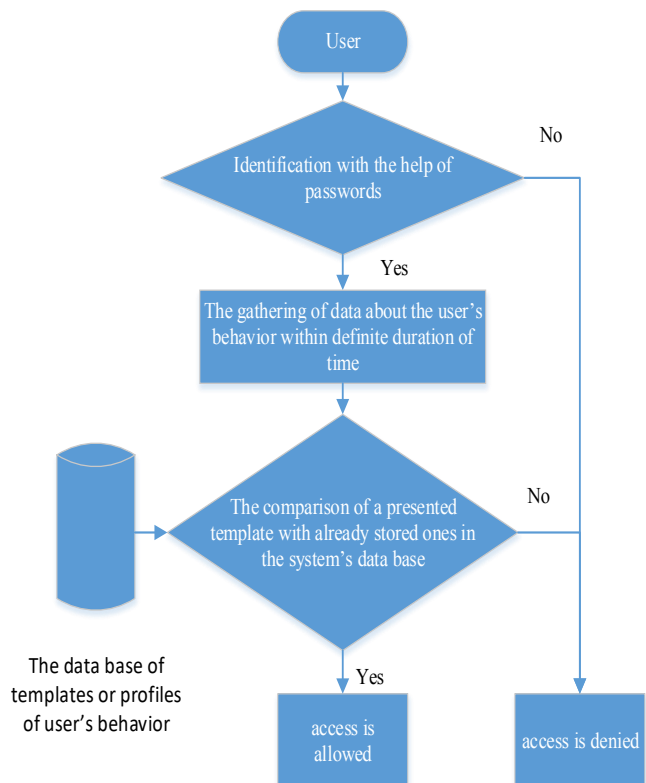 User
No
Identification with the help of
passwords
Yes
The gathering of data about the user's
behavior within definite duration of
time
No
The comparison of a presented
template with already stored ones in
the system's data base
The data base of
templates or profiles
of user's behavior
Yes
access is
allowed
access is denied